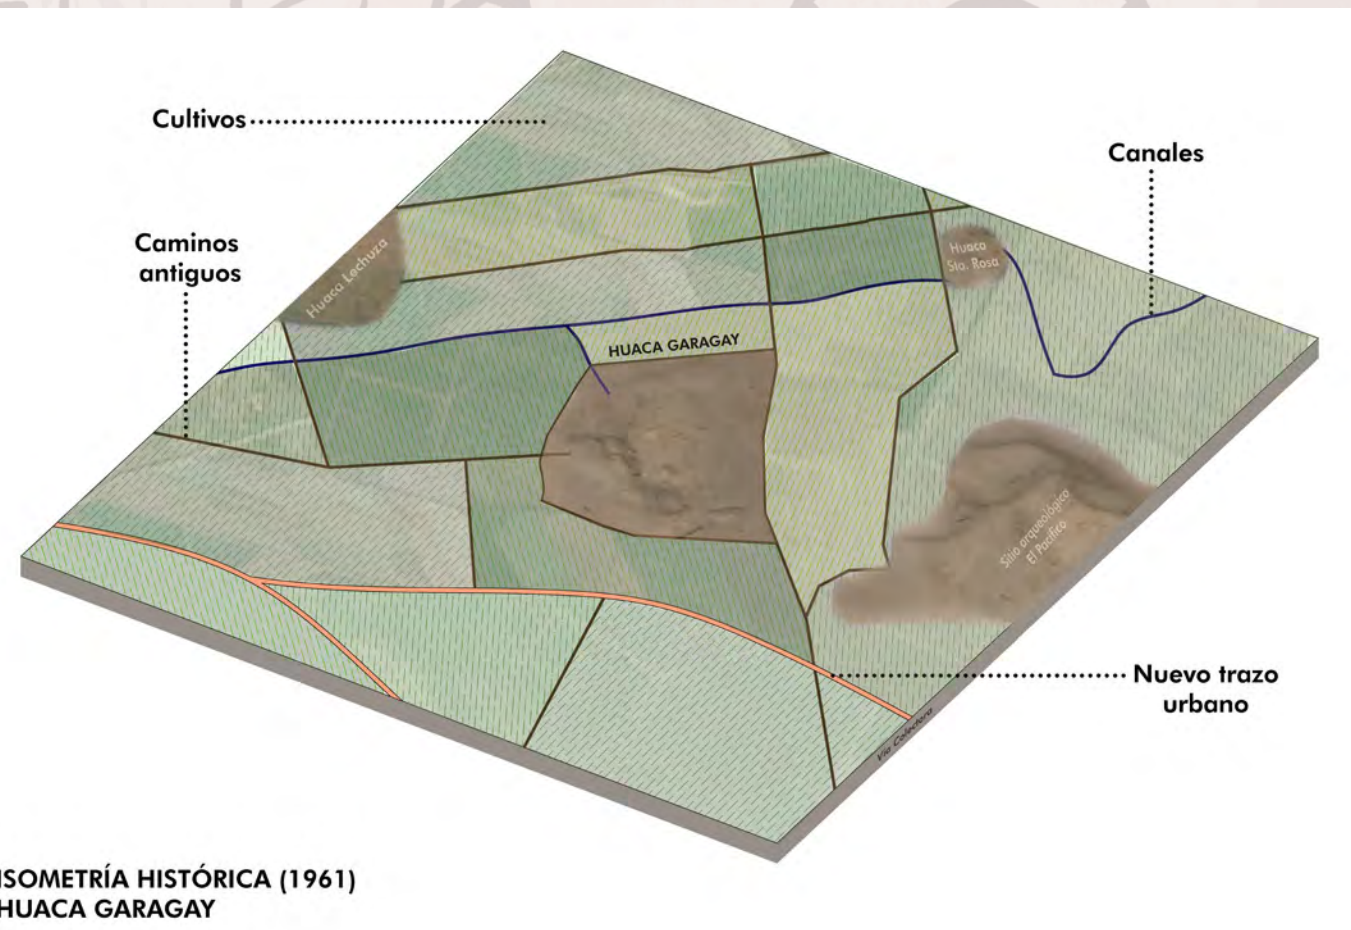 Cultivos
Canales
Caminos
antiguos
Huaca Lechuza
Huaca
Sta. Rosa
HUACA GARAGAY
Sitio arqueológico
El Pacífico
Nuevo trazo
urbano
Vía Colectora
ISOMETRÍA HISTÓRICA (1961)
HUACA GARAGAY